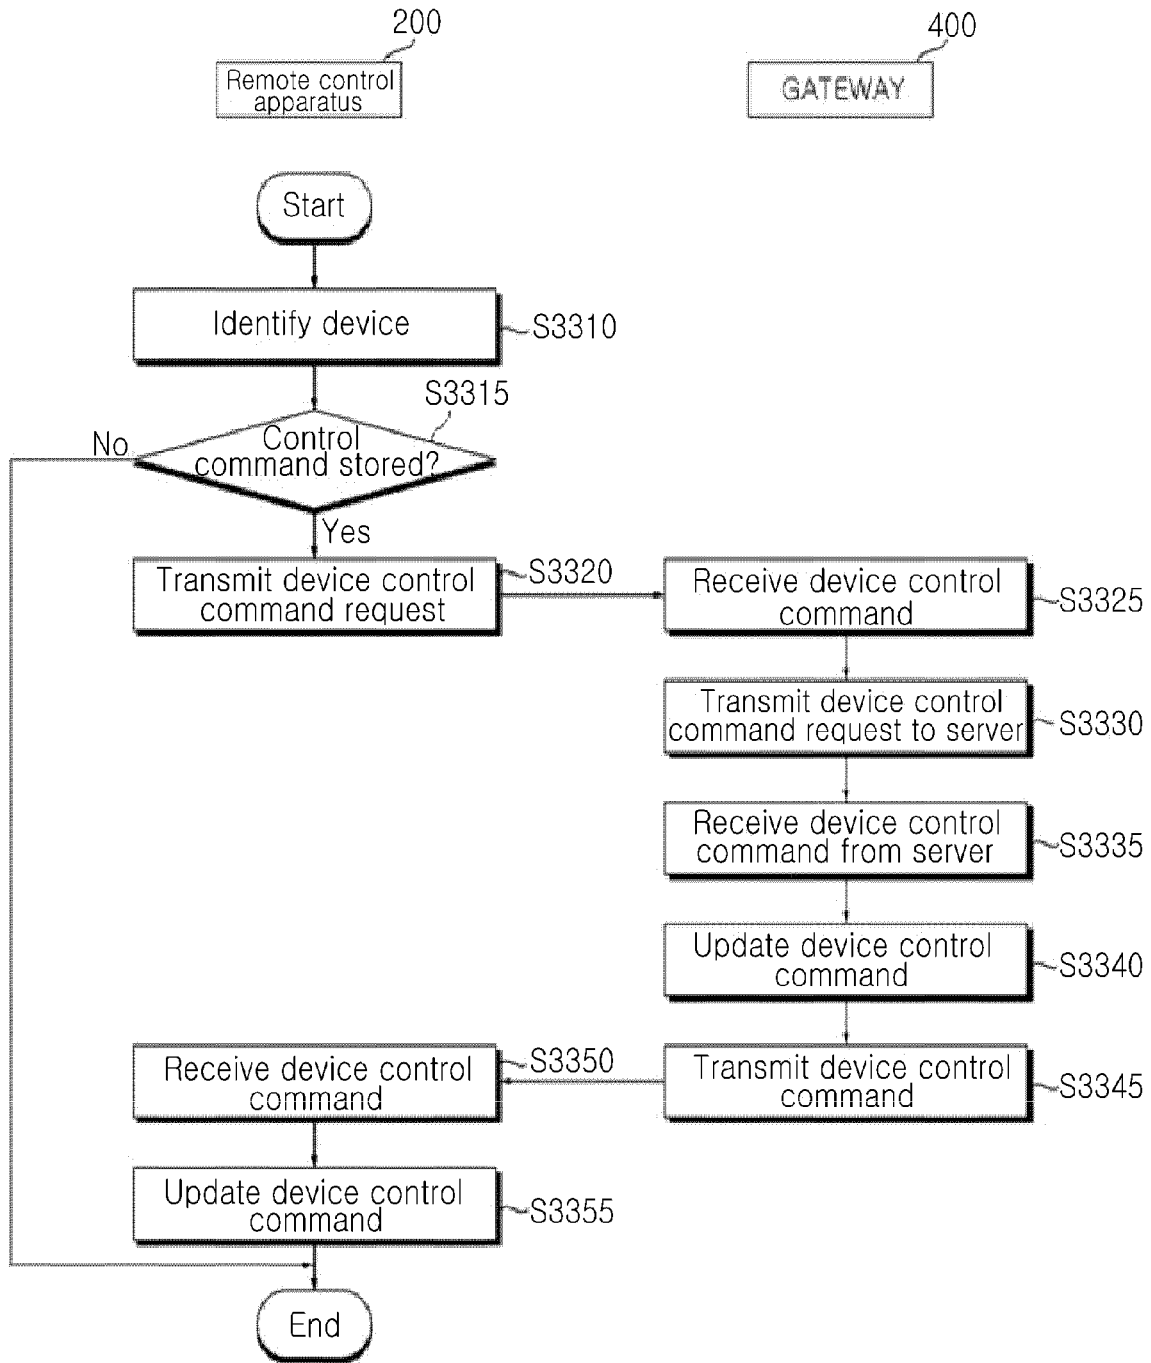 200
400
Remote control
apparatus
GATEWAY
Start
Identify device
S3310
S3315
No
Control
command stored?
Yes
Transmit device control
command request
S3320
Receive device control
command
S3325
Transmit device control
command request to server
S3330
Receive device control
command from server
S3335
Update device control
command
S3340
Receive device control
command
S3350
Transmit device control
command
S3345
Update device control
command
S3355
End